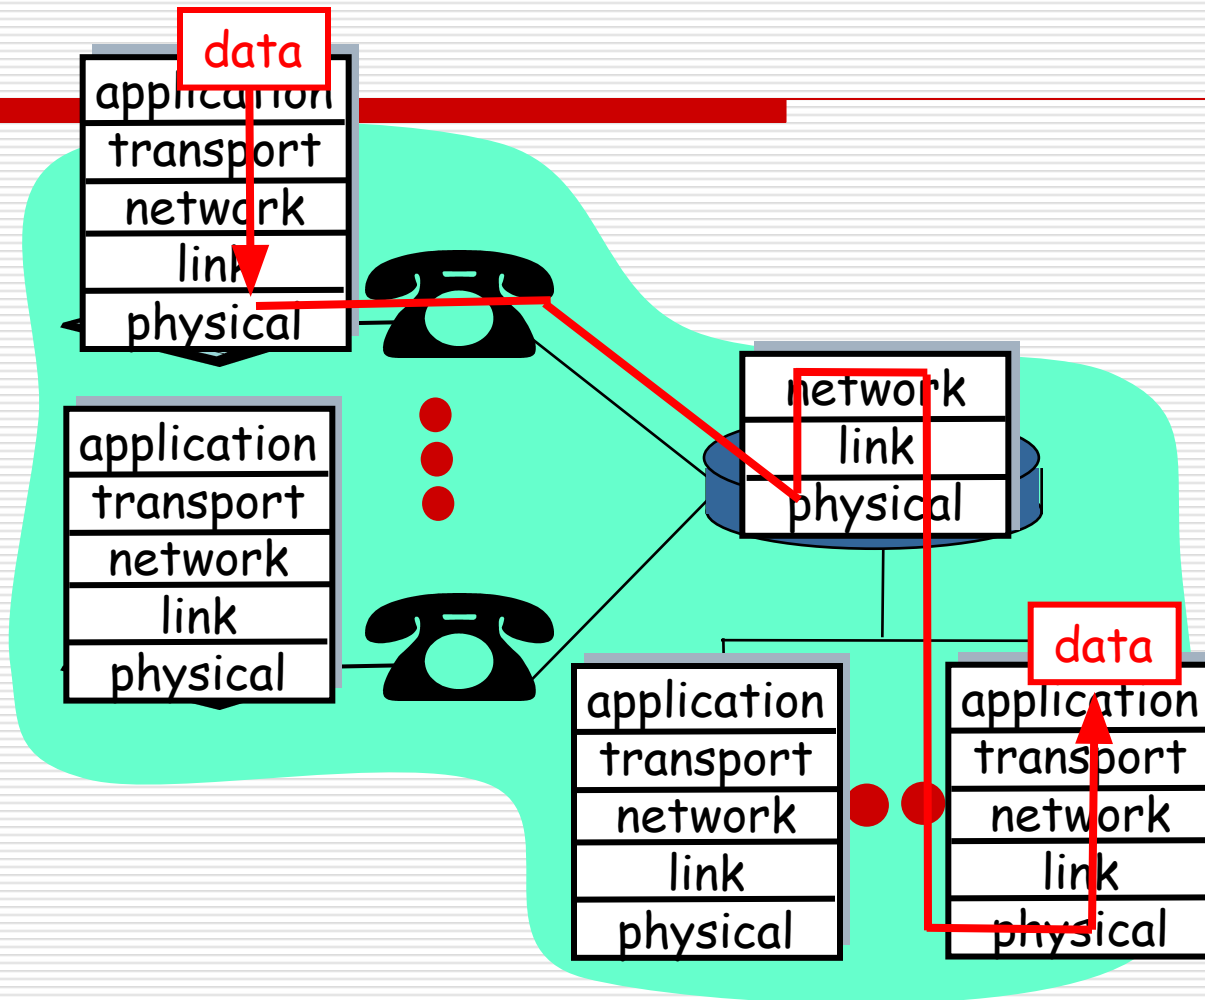 data
application
transport
network
link
physical
application
transport
network
link
physical
network
link
physical
application
transport
network
link
physical
data
application
transport
network
link
physical